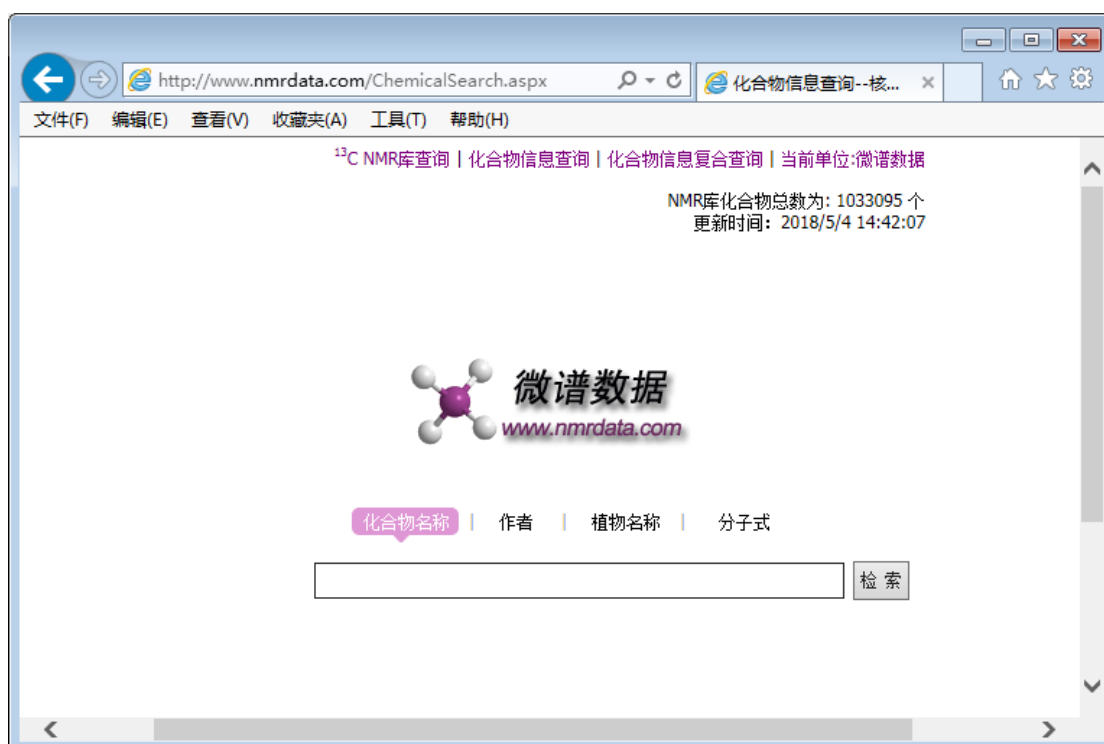 http://www.nmrdata.com/ChemicalSearch.aspx
化合物信息查询--核...
文件(F) 编辑(E) 查看(V) 收藏夹(A) 工具(T) 帮助(H)
¹³C NMR库查询 | 化合物信息查询 | 化合物信息复合查询 | 当前单位:微谱数据
NMR库化合物总数为: 1033095 个
更新时间: 2018/5/4 14:42:07
微谱数据
www.nmrdata.com
化合物名称 | 作者 | 植物名称 | 分子式
检 索